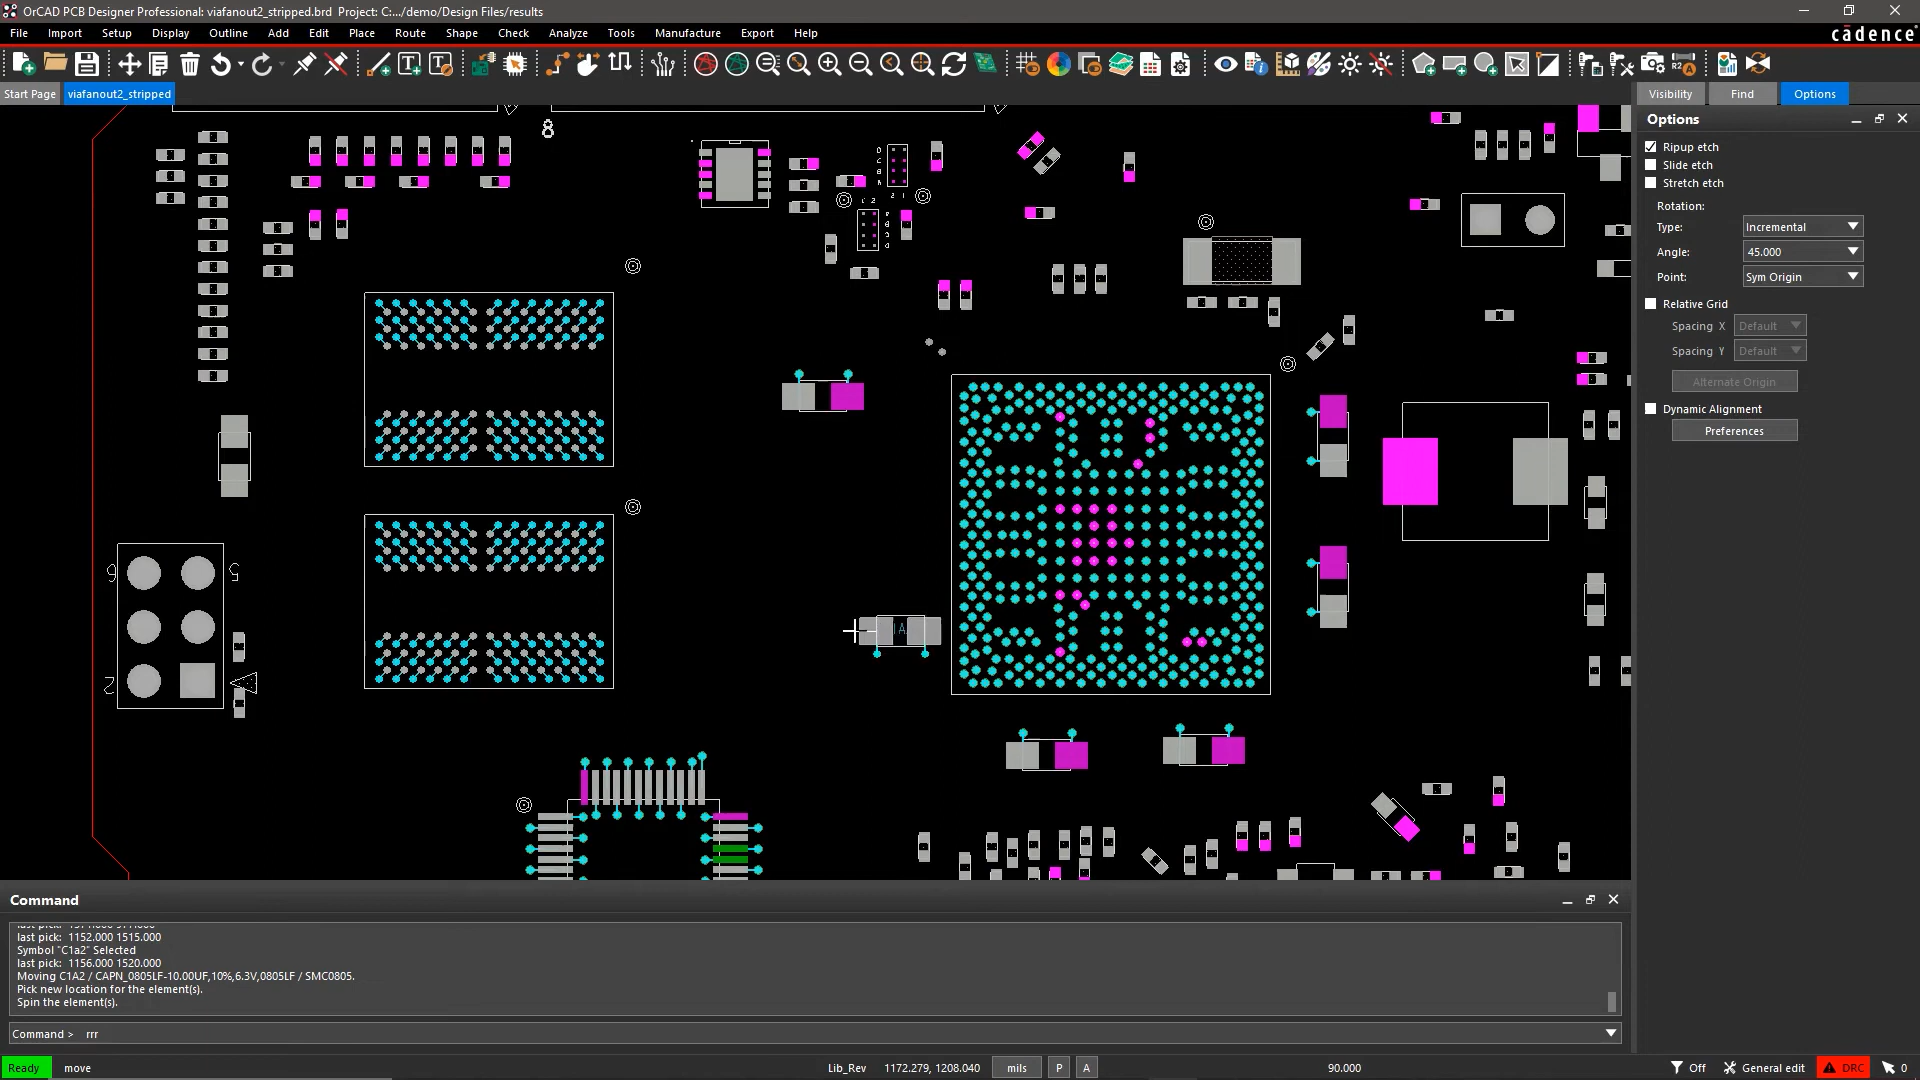 OrCAD PCB Designer Professional: viafanout2_stripped.brd  Project: C:.../demo/Design Files/results
File Import Setup Display Outline Add Edit Place Route Shape Check Analyze Tools Manufacture Export Help
cādence
Start Page viafanout2_stripped
Visibility Find Options
Options
Ripup etch
Slide etch
Stretch etch
Rotation:
Type: Incremental
Angle: 45.000
Point: Sym Origin
Relative Grid
Spacing X Default
Spacing Y Default
Alternate Origin
Dynamic Alignment
Preferences
8
6 5
2
Command
last pick:  1152.000 1515.000
Symbol "C1a2" Selected
last pick:  1156.000 1520.000
Moving C1A2 / CAPN_0805LF-10.00UF,10%,6.3V,0805LF / SMC0805.
Pick new location for the element(s).
Spin the element(s).
Command > rrr
Ready move Lib_Rev 1172.279, 1208.040 mils P A 90.000 Off General edit DRC 0